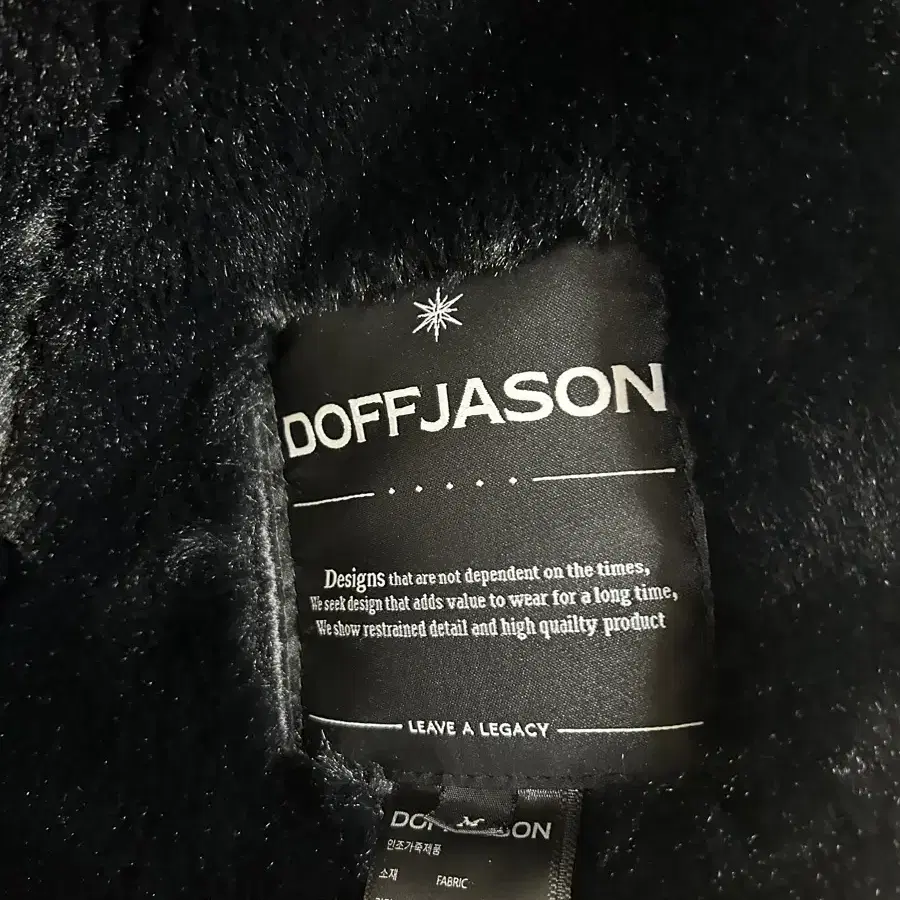 DOFFJASON
Designs that are not dependent on the times,
We seek design that adds value to wear for a long time,
We show restrained detail and high quailty product
LEAVE A LEGACY
M
인조가죽제품
소재 FABRIC